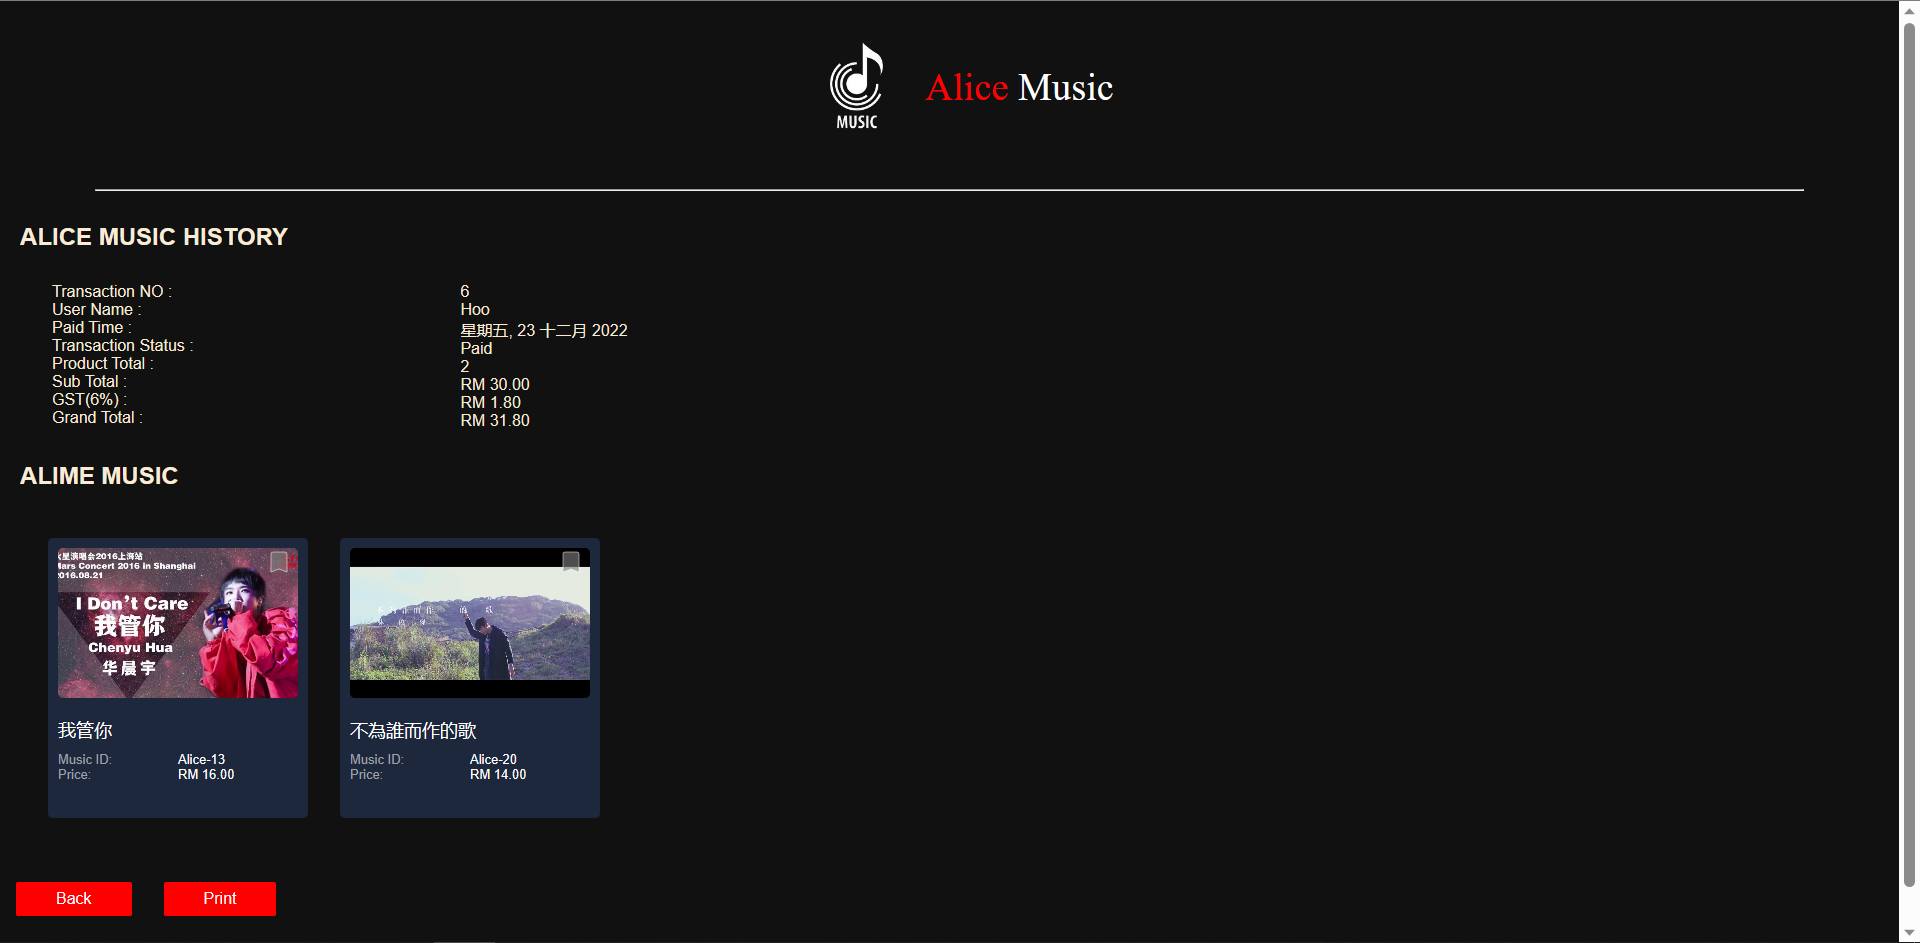 MUSIC
Alice Music
ALICE MUSIC HISTORY
Transaction NO : 6
User Name : Hoo
Paid Time : 星期五, 23 十二月 2022
Transaction Status : Paid
Product Total : 2
Sub Total : RM 30.00
GST(6%) : RM 1.80
Grand Total : RM 31.80
ALIME MUSIC
火星演唱会2016上海站
Mars Concert 2016 in Shanghai
2016.08.21
I Don't Care
我管你
Chenyu Hua
华晨宇
我管你
Music ID: Alice-13
Price: RM 16.00
不為誰而作的歌
Music ID: Alice-20
Price: RM 14.00
Back
Print